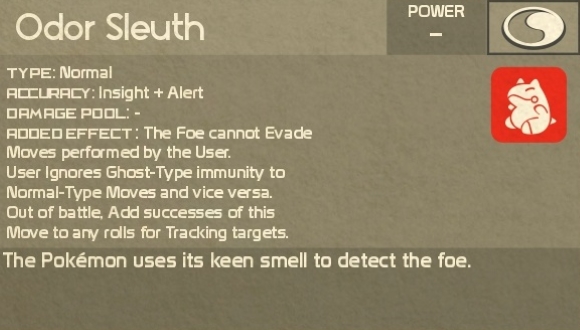 Odor Sleuth
POWER
–
TYPE: Normal
ACCURACY: Insight + Alert
DAMAGE POOL: -
ADDED EFFECT: The Foe cannot Evade
Moves performed by the User.
User Ignores Ghost-Type immunity to
Normal-Type Moves and vice versa.
Out of battle, Add successes of this
Move to any rolls for Tracking targets.
The Pokémon uses its keen smell to detect the foe.